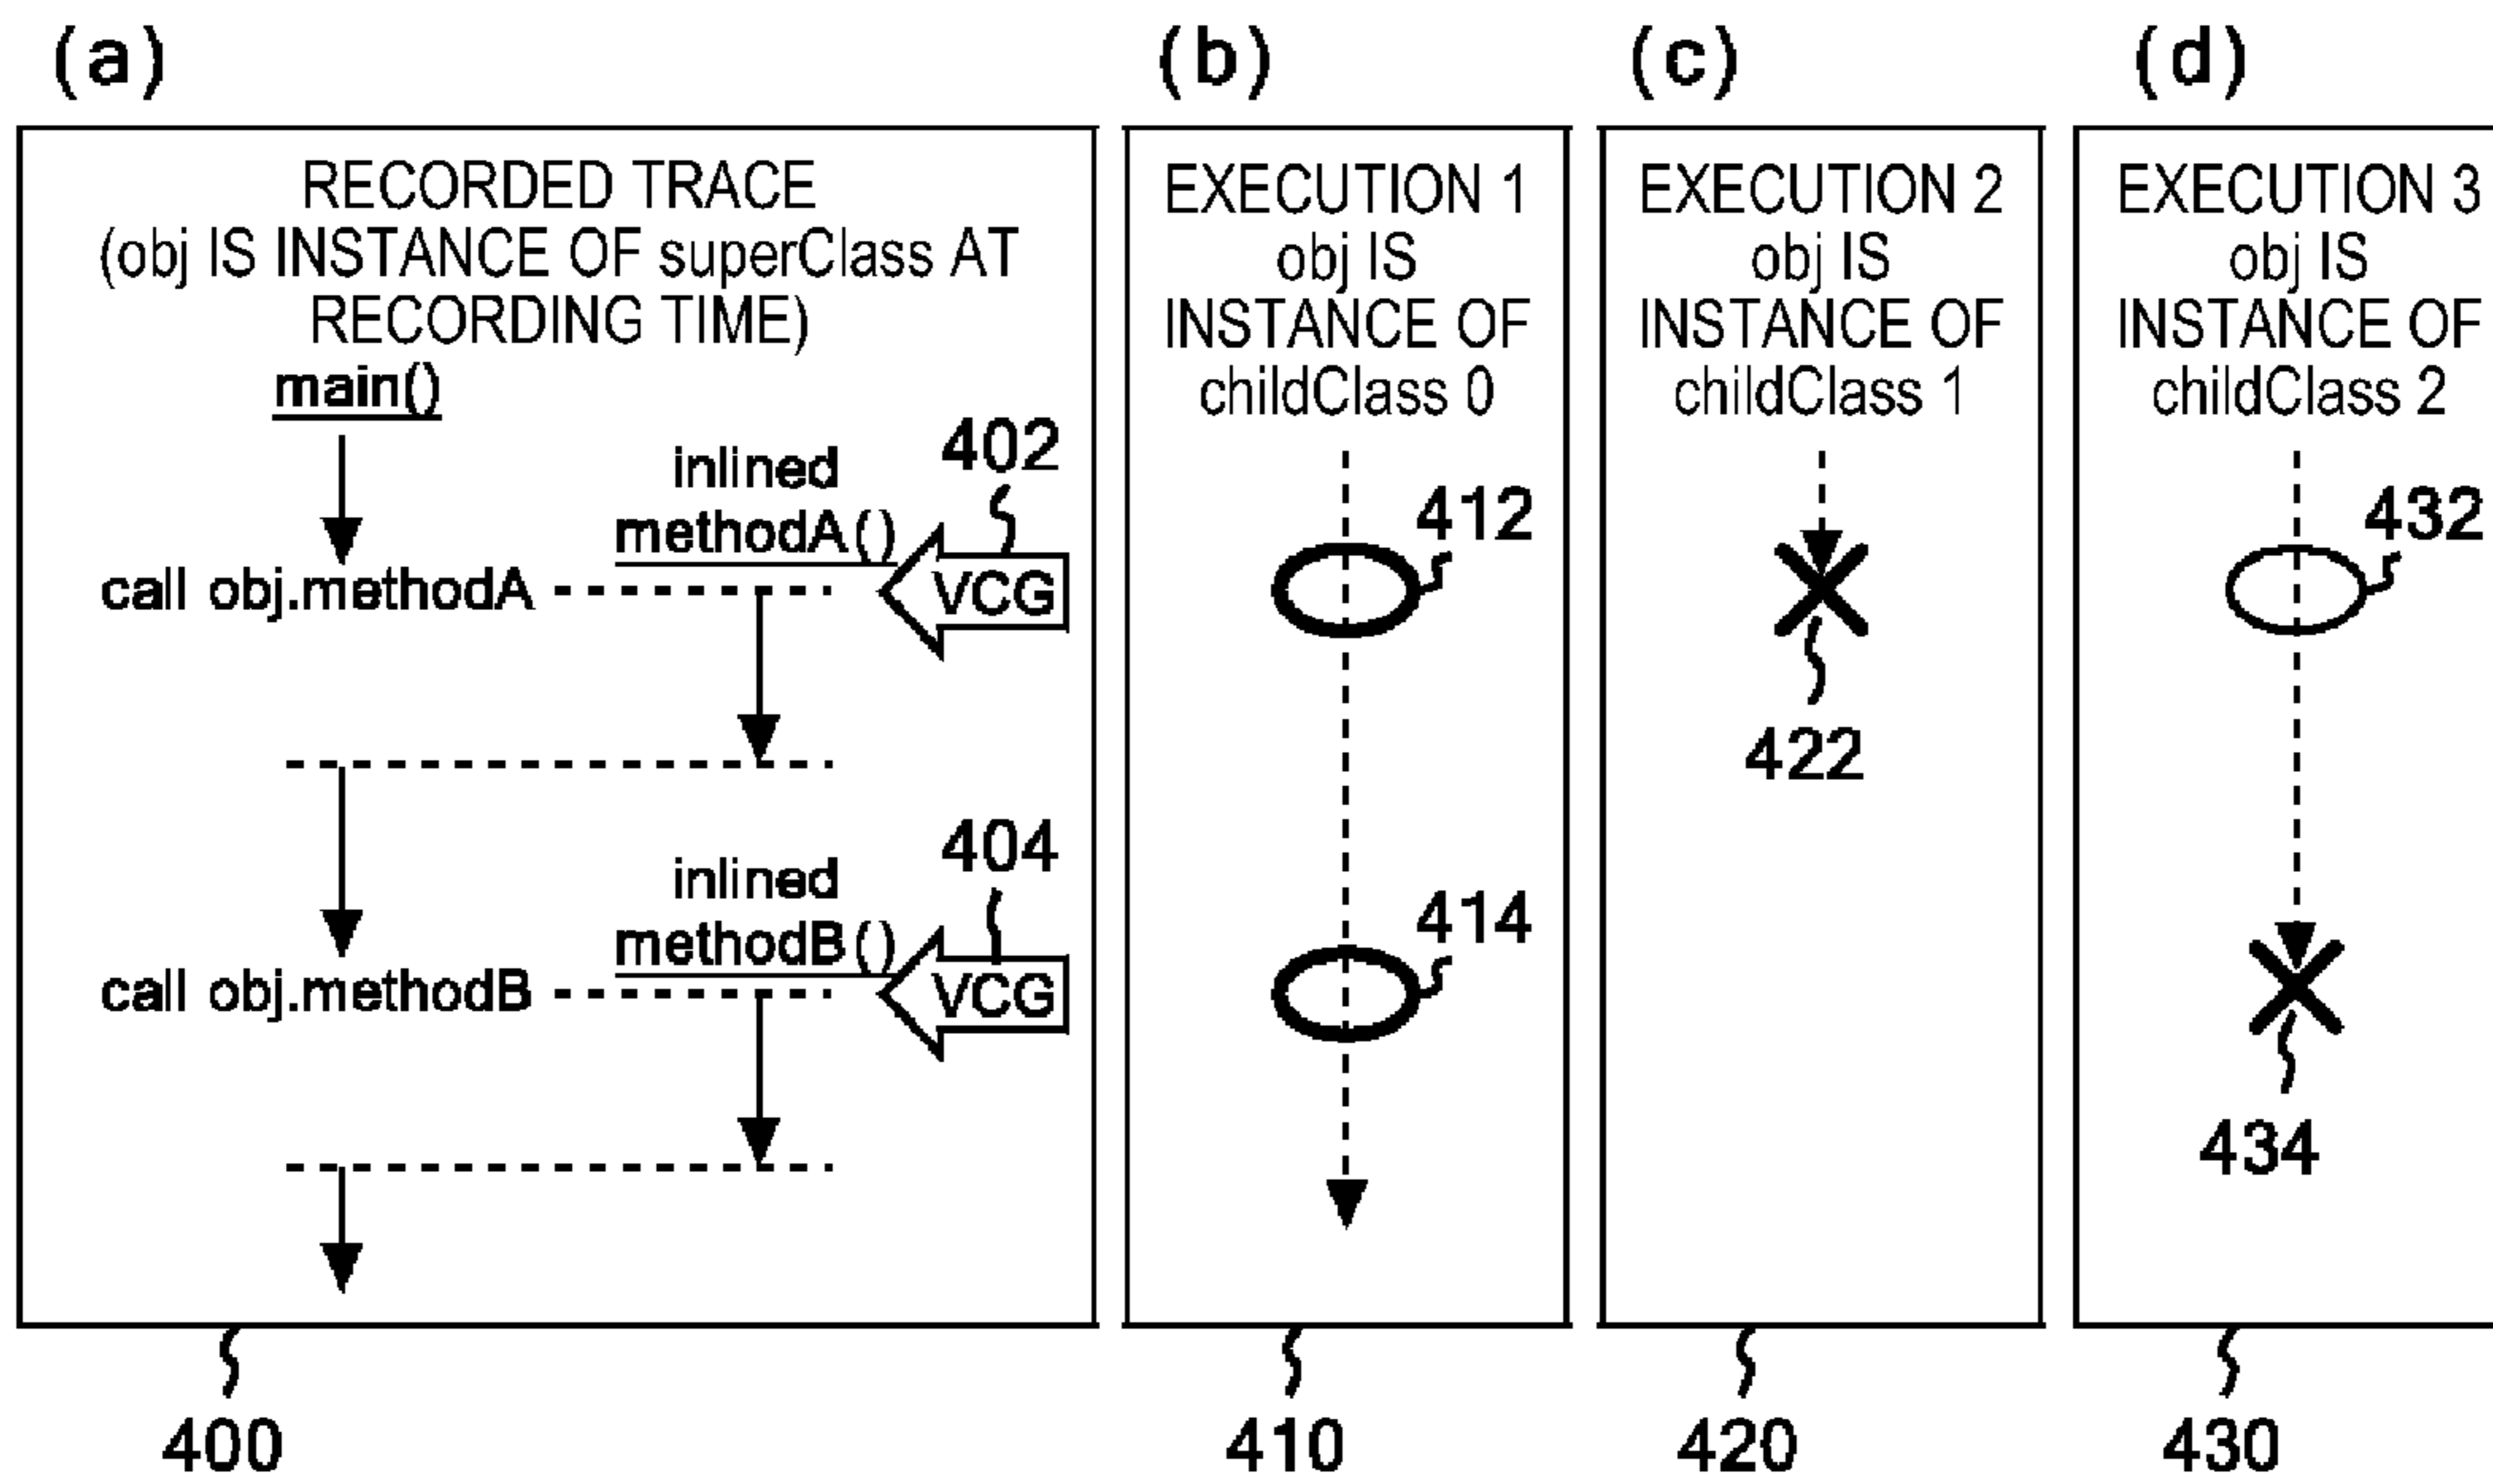 (a)
RECORDED TRACE
(obj IS INSTANCE OF superClass AT
RECORDING TIME)
main()
inlined
methodA()
402
call obj.methodA
VCG
inlined
methodB()
404
call obj.methodB
VCG
400
(b)
EXECUTION 1
obj IS
INSTANCE OF
childClass 0
412
414
410
(c)
EXECUTION 2
obj IS
INSTANCE OF
childClass 1
422
420
(d)
EXECUTION 3
obj IS
INSTANCE OF
childClass 2
432
434
430